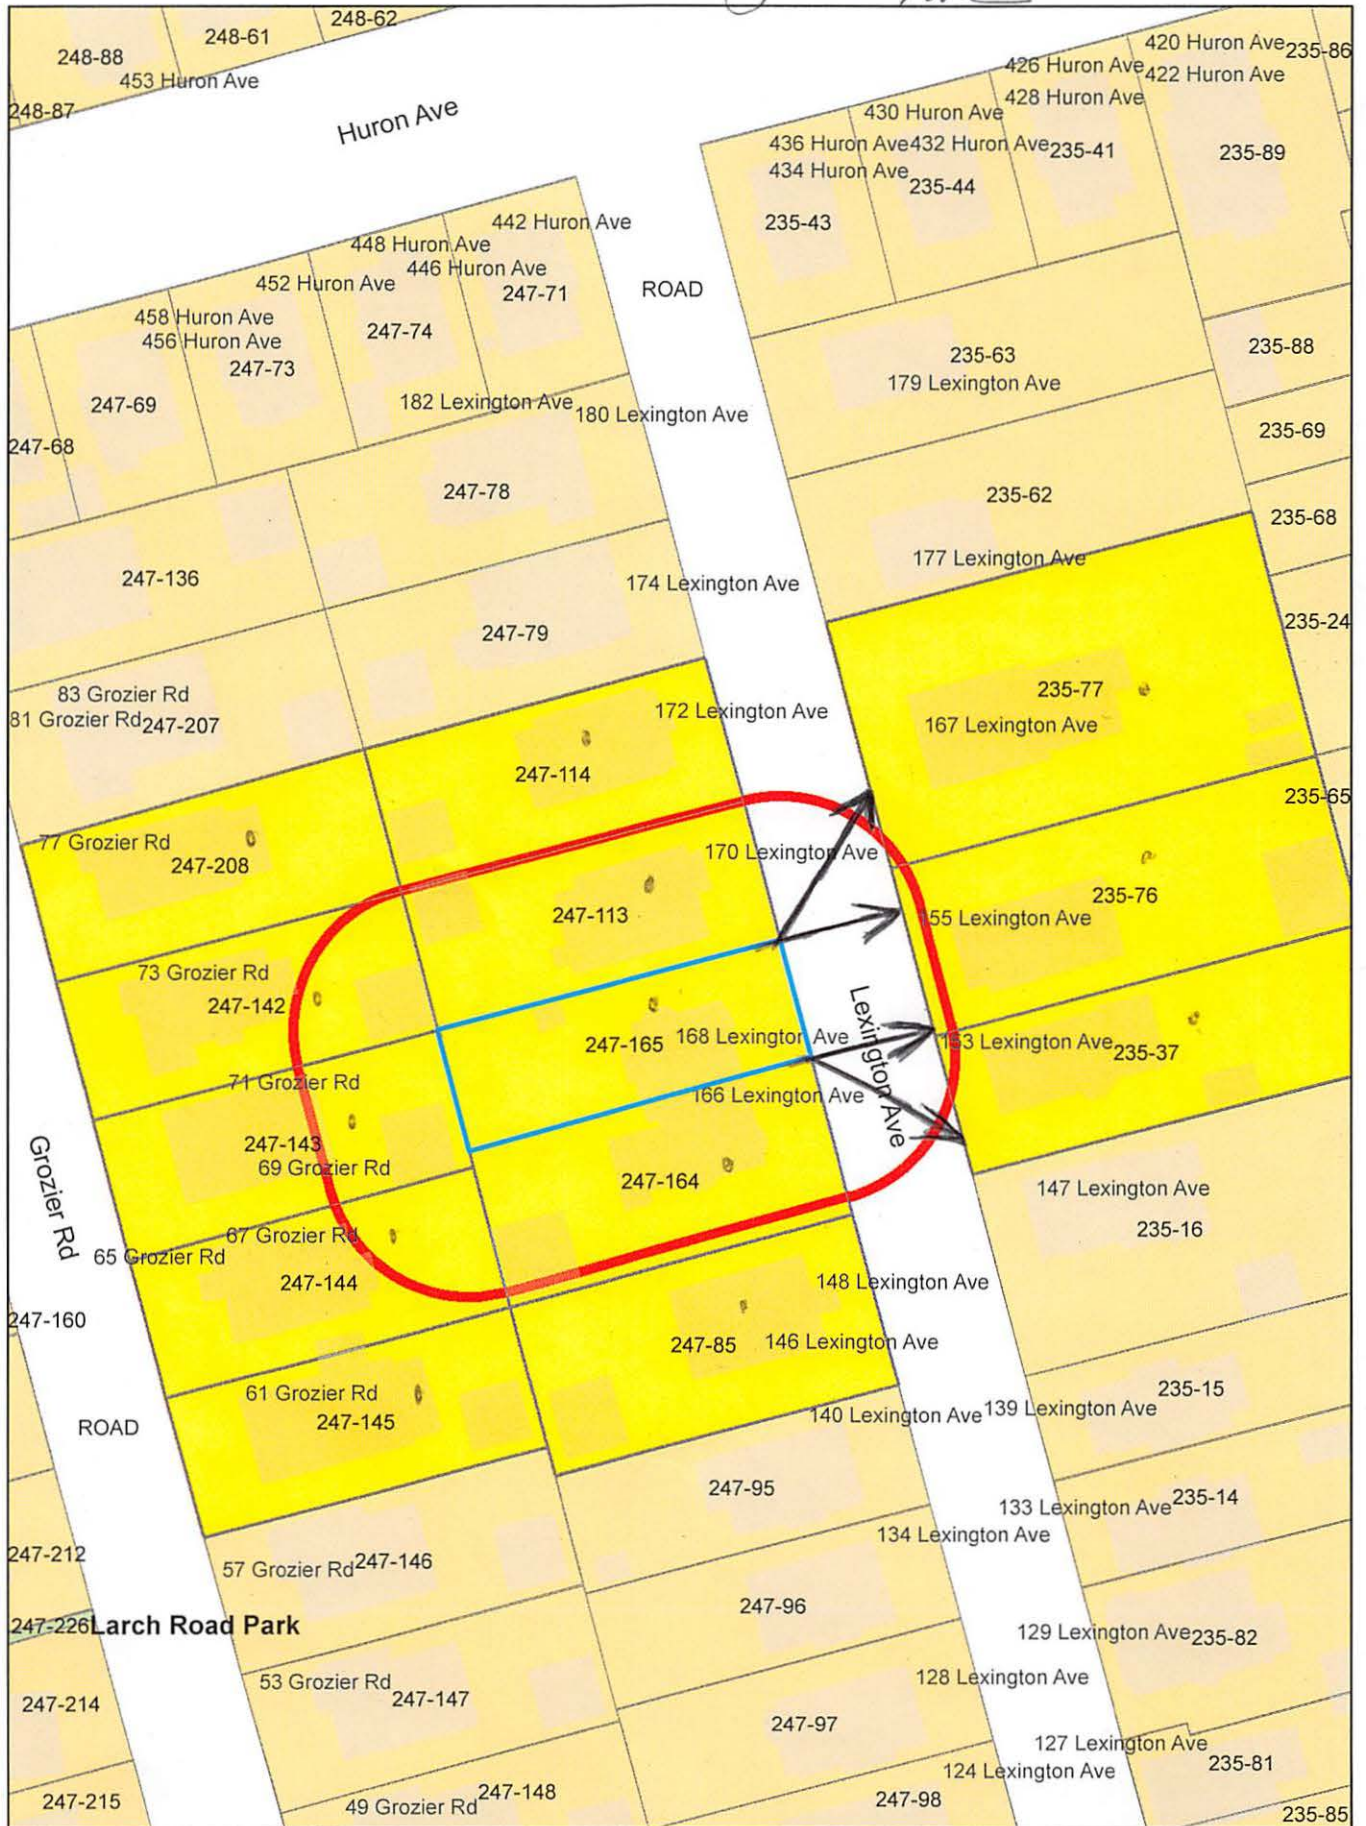 248-62
248-61
248-88
453 Huron Ave
248-87
Huron Ave
420 Huron Ave
235-86
426 Huron Ave
422 Huron Ave
428 Huron Ave
430 Huron Ave
436 Huron Ave
432 Huron Ave
235-41
235-89
434 Huron Ave
235-44
235-43
442 Huron Ave
448 Huron Ave
446 Huron Ave
452 Huron Ave
247-71
ROAD
458 Huron Ave
247-74
456 Huron Ave
247-73
235-88
235-63
179 Lexington Ave
247-69
182 Lexington Ave
180 Lexington Ave
235-69
247-68
247-78
235-62
235-68
177 Lexington Ave
247-136
174 Lexington Ave
235-24
247-79
83 Grozier Rd
235-77
81 Grozier Rd
247-207
172 Lexington Ave
167 Lexington Ave
247-114
235-65
77 Grozier Rd
247-208
170 Lexington Ave
235-76
247-113
155 Lexington Ave
73 Grozier Rd
247-142
Lexington Ave
247-165
168 Lexington Ave
153 Lexington Ave
235-37
71 Grozier Rd
166 Lexington Ave
247-143
69 Grozier Rd
247-164
147 Lexington Ave
Grozier Rd
235-16
67 Grozier Rd
65 Grozier Rd
247-144
148 Lexington Ave
247-160
247-85
146 Lexington Ave
61 Grozier Rd
235-15
247-145
140 Lexington Ave
139 Lexington Ave
ROAD
247-95
235-14
133 Lexington Ave
134 Lexington Ave
247-212
57 Grozier Rd
247-146
247-96
247-226
Larch Road Park
129 Lexington Ave
235-82
53 Grozier Rd
128 Lexington Ave
247-214
247-147
247-97
127 Lexington Ave
235-81
124 Lexington Ave
247-148
247-215
49 Grozier Rd
247-98
235-85